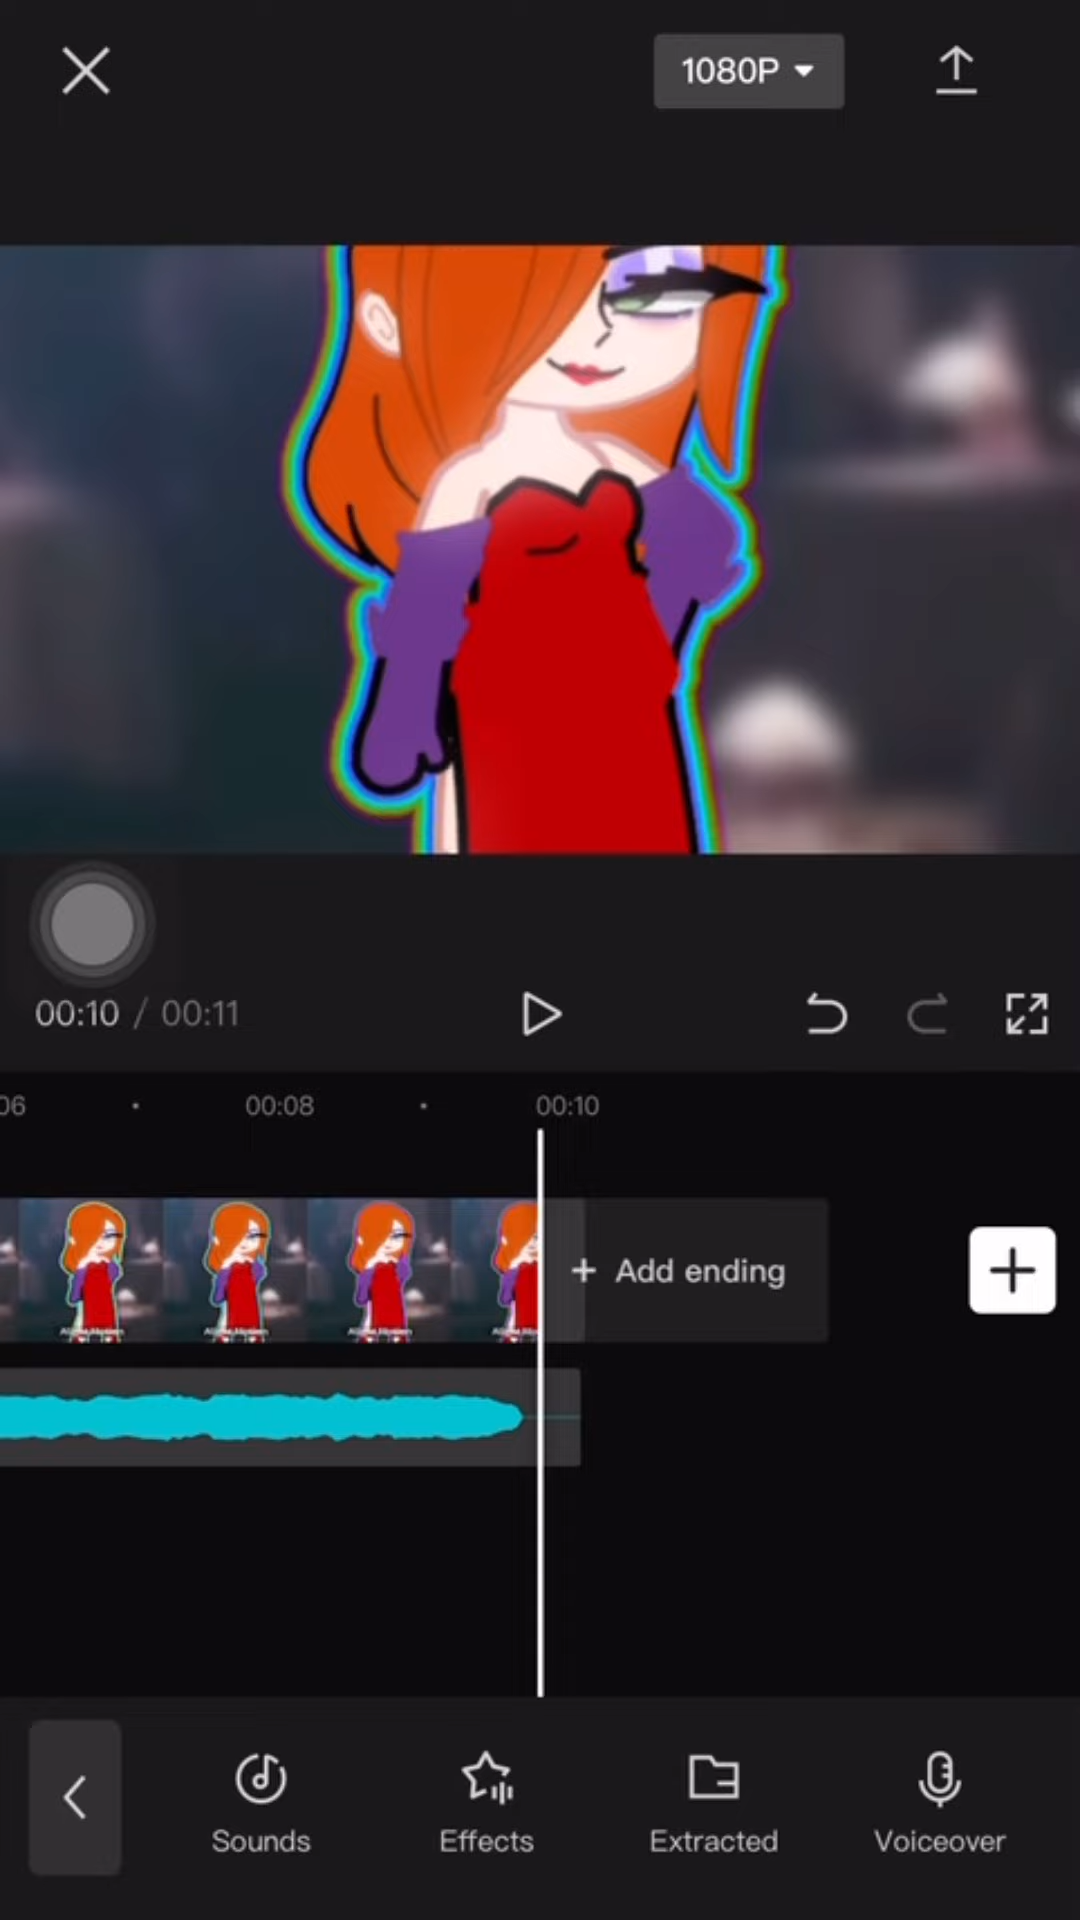 1080P
00:10 / 00:11
06
00:08
00:10
+ Add ending
Sounds
Effects
Extracted
Voiceover